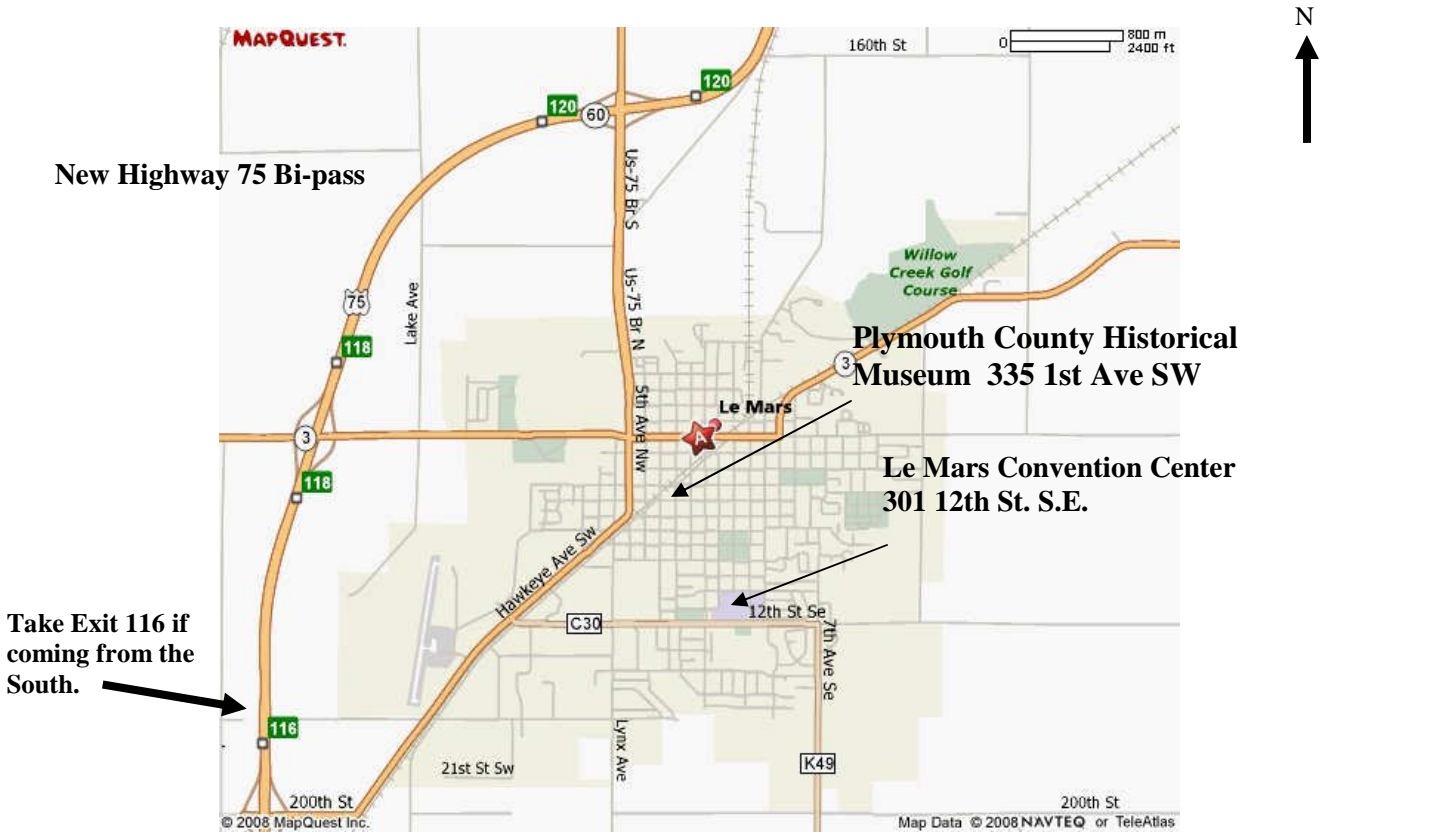 N
MAPQUEST.
160th St
0
800 m
2400 ft
120
120
60
New Highway 75 Bi-pass
Us-75 Br S
Willow
Creek Golf
Course
Us-75 Br N
Lake Ave
75
118
Plymouth County Historical
Museum 335 1st Ave SW
3
5th Ave Nw
Le Mars
A
3
Le Mars Convention Center
301 12th St. S.E.
118
Hawkeye Ave Sw
12th St Se
C30
7th Ave Se
Take Exit 116 if
coming from the
South.
116
Lynx Ave
21st St Sw
K49
200th St
200th St
© 2008 MapQuest Inc.
Map Data © 2008 NAVTEQ or TeleAtlas